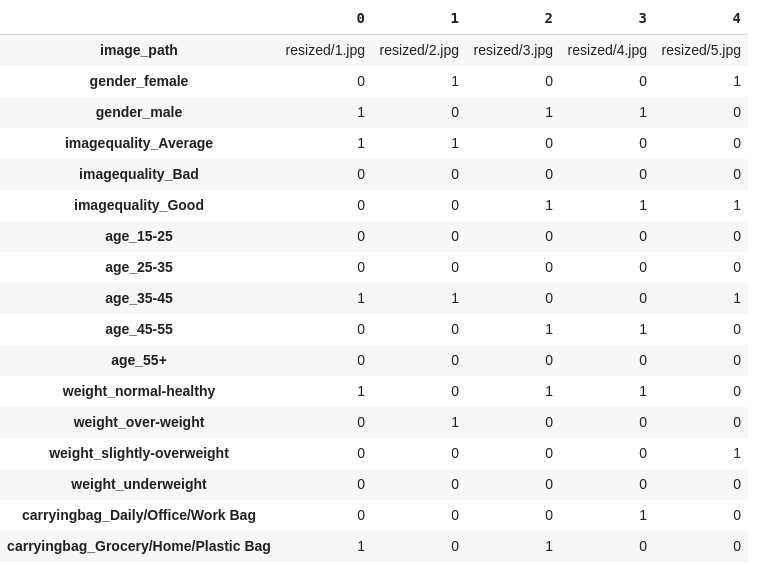 0 1 2 3 4
image_path resized/1.jpg resized/2.jpg resized/3.jpg resized/4.jpg resized/5.jpg
gender_female 0 1 0 0 1
gender_male 1 0 1 1 0
imagequality_Average 1 1 0 0 0
imagequality_Bad 0 0 0 0 0
imagequality_Good 0 0 1 1 1
age_15-25 0 0 0 0 0
age_25-35 0 0 0 0 0
age_35-45 1 1 0 0 1
age_45-55 0 0 1 1 0
age_55+ 0 0 0 0 0
weight_normal-healthy 1 0 1 1 0
weight_over-weight 0 1 0 0 0
weight_slightly-overweight 0 0 0 0 1
weight_underweight 0 0 0 0 0
carryingbag_Daily/Office/Work Bag 0 0 0 1 0
carryingbag_Grocery/Home/Plastic Bag 1 0 1 0 0